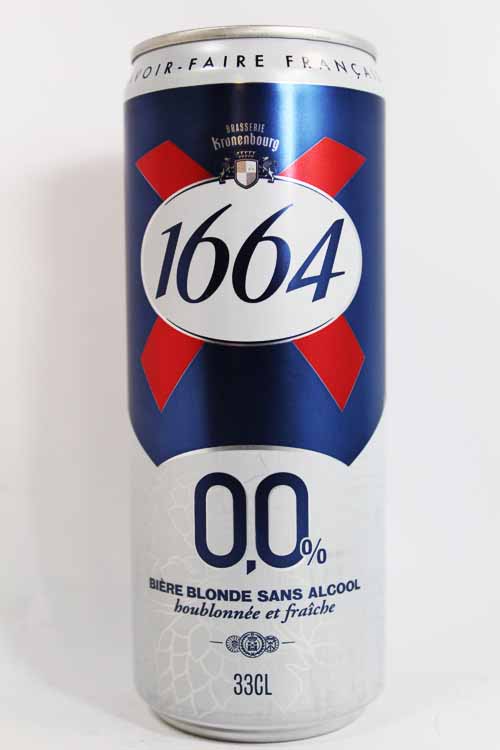 VOIR-FAIRE FRANÇA
BRASSERIE
Kronenbourg
1664
0,0%
BIÈRE BLONDE SANS ALCOOL
houblonnée et fraîche
33CL